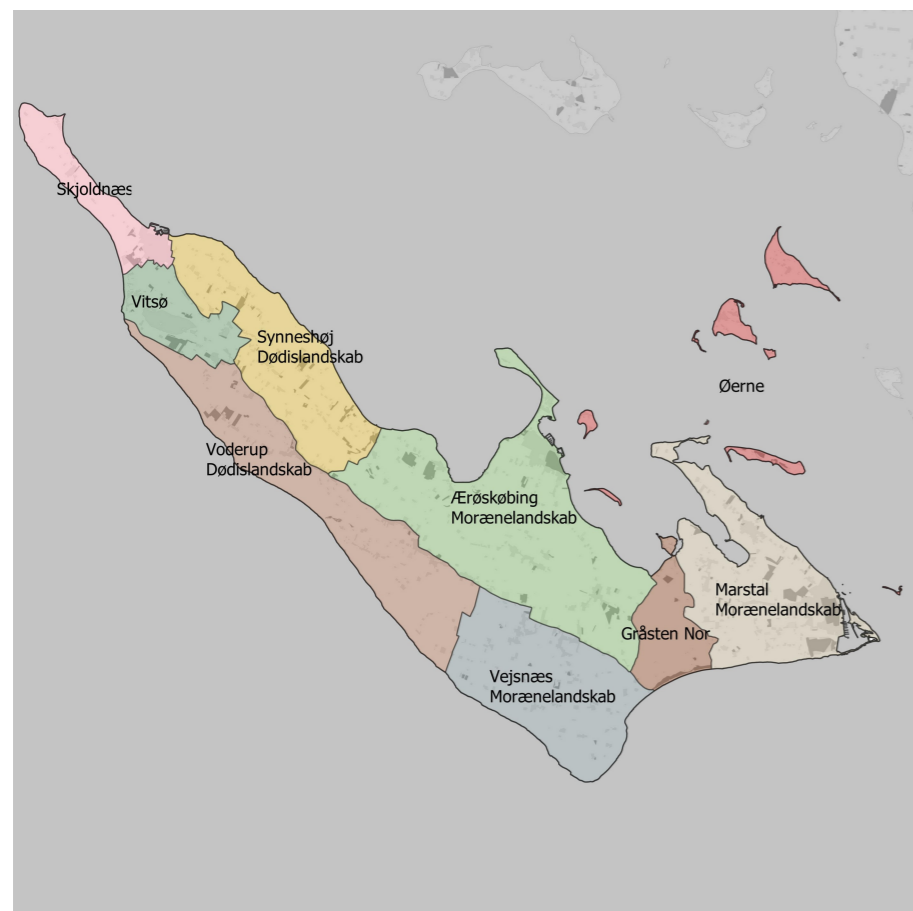 Skjoldnæs
Vitsø
Synneshøj
Dødislandskab
Øerne
Voderup
Dødislandskab
Ærøskøbing
Morænelandskab
Marstal
Morænelandskab
Gråsten Nor
Vejsnæs
Morænelandskab